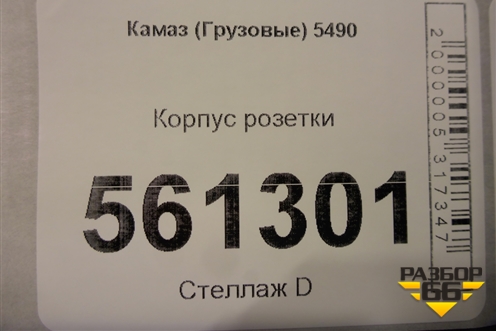 Камаз (Грузовые) 5490
Корпус розетки
561301
Стеллаж D
2000005317347
РАЗБОР
66